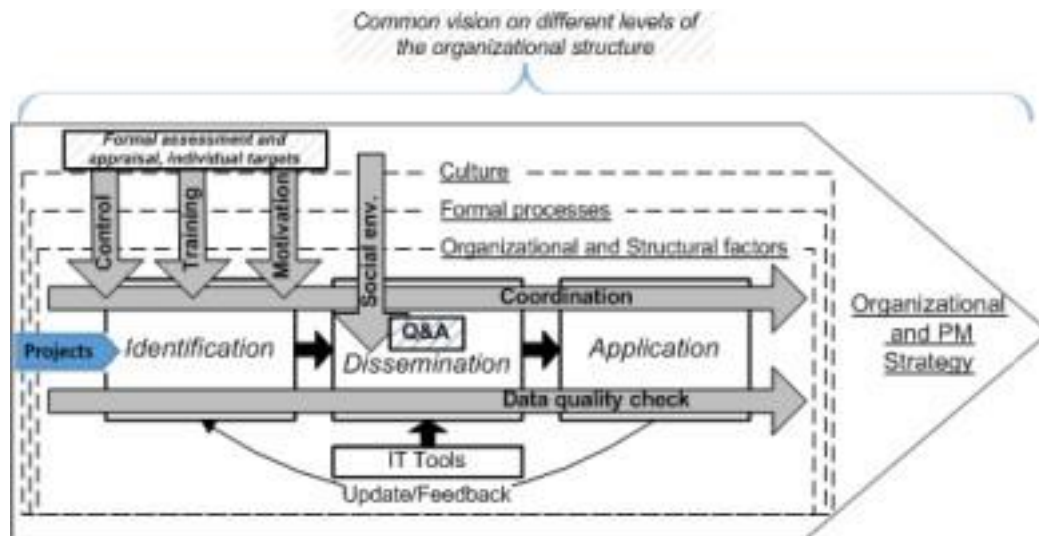 Common vision on different levels of
the organizational structure
Formal assessment and
appraisal, individual targets
Control
Training
Motivation
Social env.
Culture
Formal processes
Organizational and Structural factors
Coordination
Projects
Identification
Q&A
Dissemination
Application
Organizational
and PM
Strategy
Data quality check
IT Tools
Update/Feedback